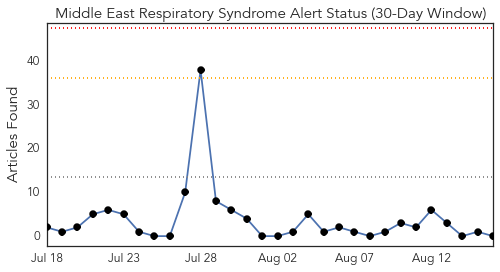 Middle East Respiratory Syndrome Alert Status (30-Day Window)
Articles Found
40
30
20
10
0
Jul 18 Jul 23 Jul 28 Aug 02 Aug 07 Aug 12